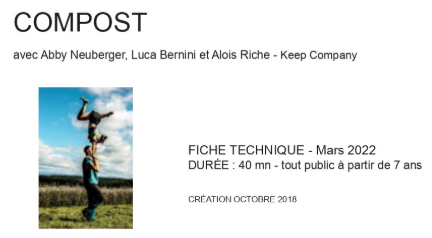 COMPOST
avec Abby Neuberger, Luca Bernini et Alois Riche - Keep Company
FICHE TECHNIQUE - Mars 2022
DURÉE : 40 mn - tout public à partir de 7 ans
CRÉATION OCTOBRE 2018